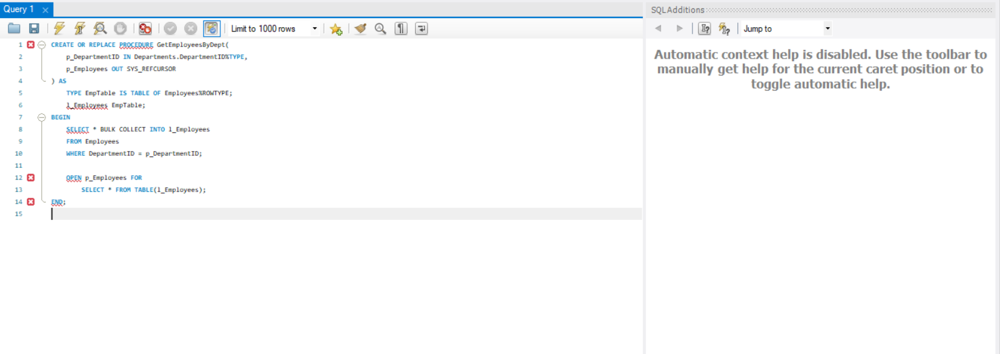 Query 1
SQLAdditions
Limit to 1000 rows
Jump to
1 CREATE OR REPLACE PROCEDURE GetEmployeesByDept(
2 p_DepartmentID IN Departments.DepartmentID%TYPE,
3 p_Employees OUT SYS_REFCURSOR
4 ) AS
5 TYPE EmpTable IS TABLE OF Employees%ROWTYPE;
6 l_Employees EmpTable;
7 BEGIN
8 SELECT * BULK COLLECT INTO l_Employees
9 FROM Employees
10 WHERE DepartmentID = p_DepartmentID;
11
12 OPEN p_Employees FOR
13 SELECT * FROM TABLE(l_Employees);
14 END;
15
Automatic context help is disabled. Use the toolbar to
manually get help for the current caret position or to
toggle automatic help.